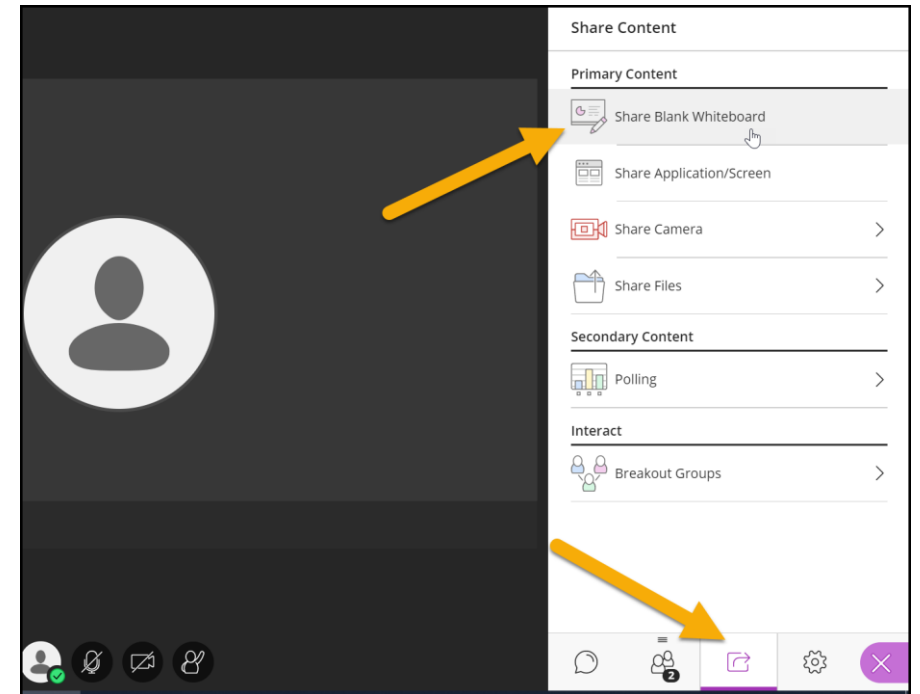 Share Content
Primary Content
Share Blank Whiteboard
Share Application/Screen
Share Camera
Share Files
Secondary Content
Polling
Interact
Breakout Groups
2